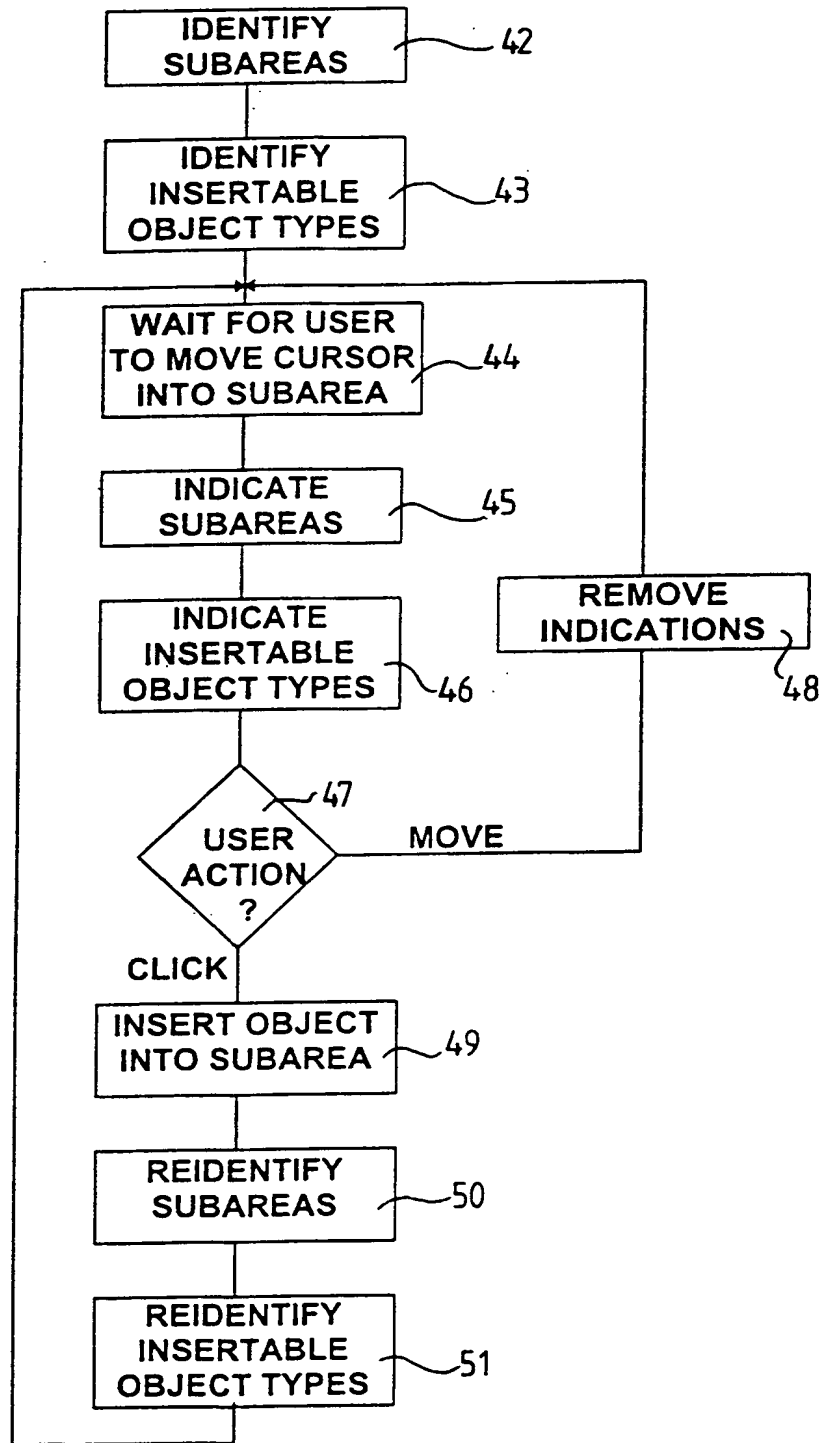 IDENTIFY
SUBAREAS
42
IDENTIFY
INSERTABLE
OBJECT TYPES
43
WAIT FOR USER
TO MOVE CURSOR
INTO SUBAREA
44
INDICATE
SUBAREAS
45
INDICATE
INSERTABLE
OBJECT TYPES
46
REMOVE
INDICATIONS
48
47
USER
ACTION
?
MOVE
CLICK
INSERT OBJECT
INTO SUBAREA
49
REIDENTIFY
SUBAREAS
50
REIDENTIFY
INSERTABLE
OBJECT TYPES
51